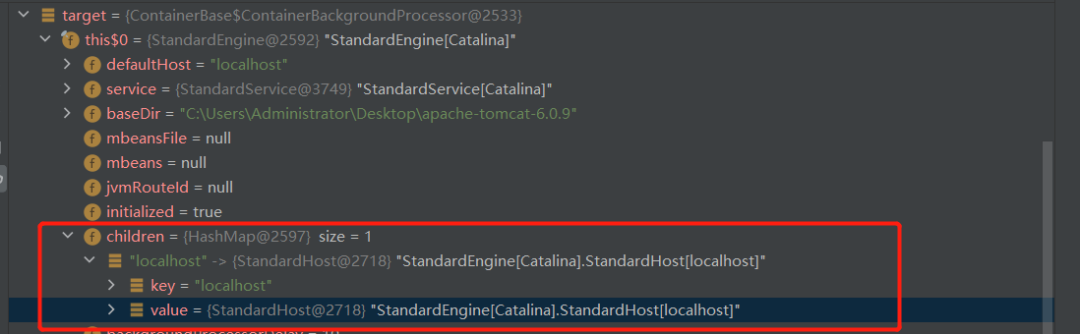 target = {ContainerBase$ContainerBackgroundProcessor@2533}
this$0 = {StandardEngine@2592} "StandardEngine[Catalina]"
defaultHost = "localhost"
service = {StandardService@3749} "StandardService[Catalina]"
baseDir = "C:\Users\Administrator\Desktop\apache-tomcat-6.0.9"
mbeansFile = null
mbeans = null
jvmRouteId = null
initialized = true
children = {HashMap@2597} size = 1
"localhost" -> {StandardHost@2718} "StandardEngine[Catalina].StandardHost[localhost]"
key = "localhost"
value = {StandardHost@2718} "StandardEngine[Catalina].StandardHost[localhost]"